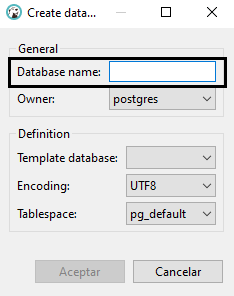 Create data...
General
Database name:
Owner: postgres
Definition
Template database:
Encoding: UTF8
Tablespace: pg_default
Aceptar Cancelar